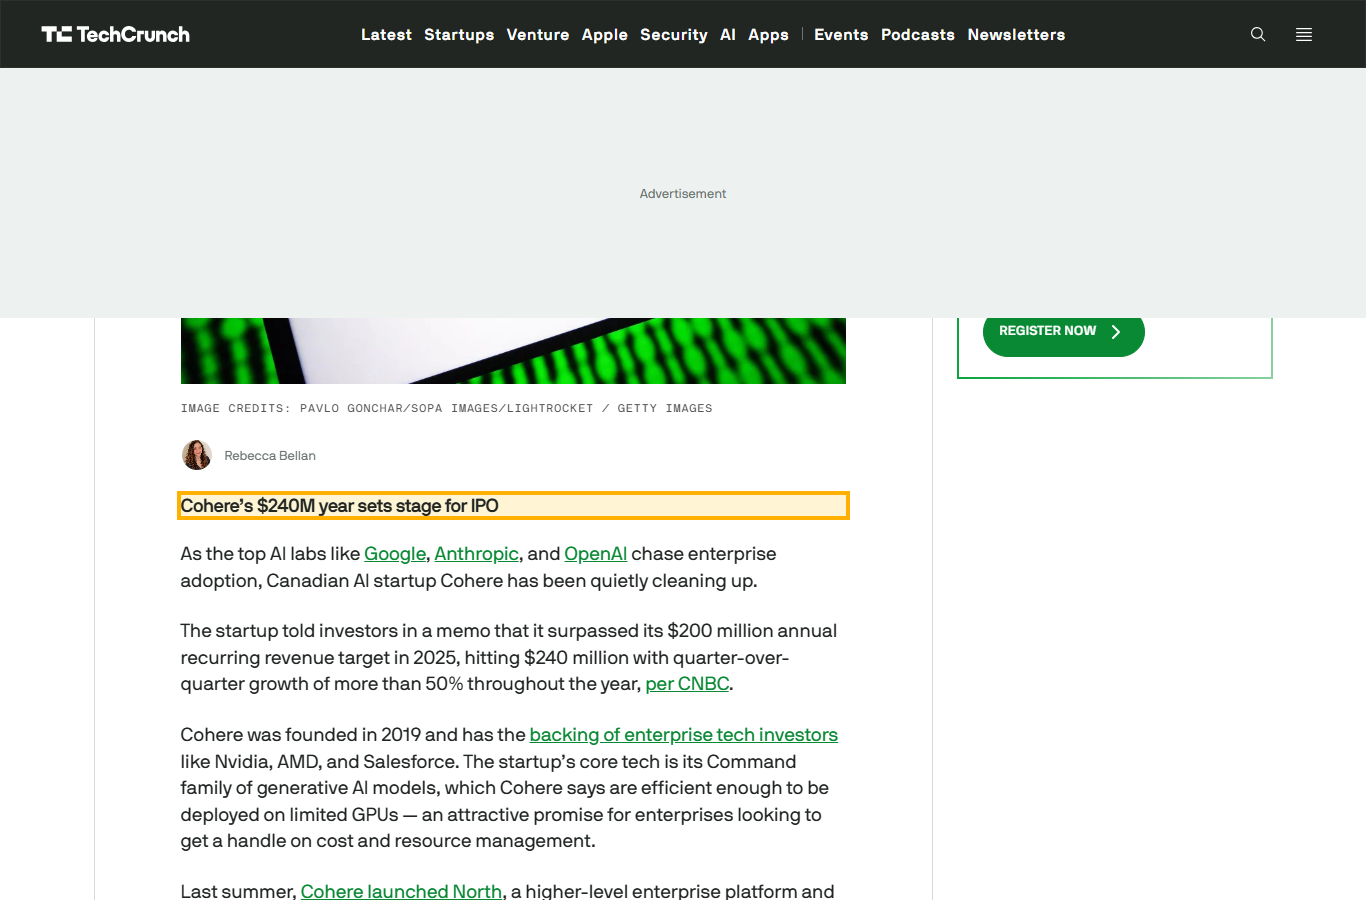 TechCrunch
Latest Startups Venture Apple Security AI Apps Events Podcasts Newsletters
Advertisement
REGISTER NOW
IMAGE CREDITS: PAVLO GONCHAR/SOPA IMAGES/LIGHTROCKET / GETTY IMAGES
Rebecca Bellan
Cohere’s $240M year sets stage for IPO
As the top AI labs like Google, Anthropic, and OpenAI chase enterprise
adoption, Canadian AI startup Cohere has been quietly cleaning up.
The startup told investors in a memo that it surpassed its $200 million annual
recurring revenue target in 2025, hitting $240 million with quarter-over-
quarter growth of more than 50% throughout the year, per CNBC.
Cohere was founded in 2019 and has the backing of enterprise tech investors
like Nvidia, AMD, and Salesforce. The startup’s core tech is its Command
family of generative AI models, which Cohere says are efficient enough to be
deployed on limited GPUs — an attractive promise for enterprises looking to
get a handle on cost and resource management.
Last summer, Cohere launched North, a higher-level enterprise platform and